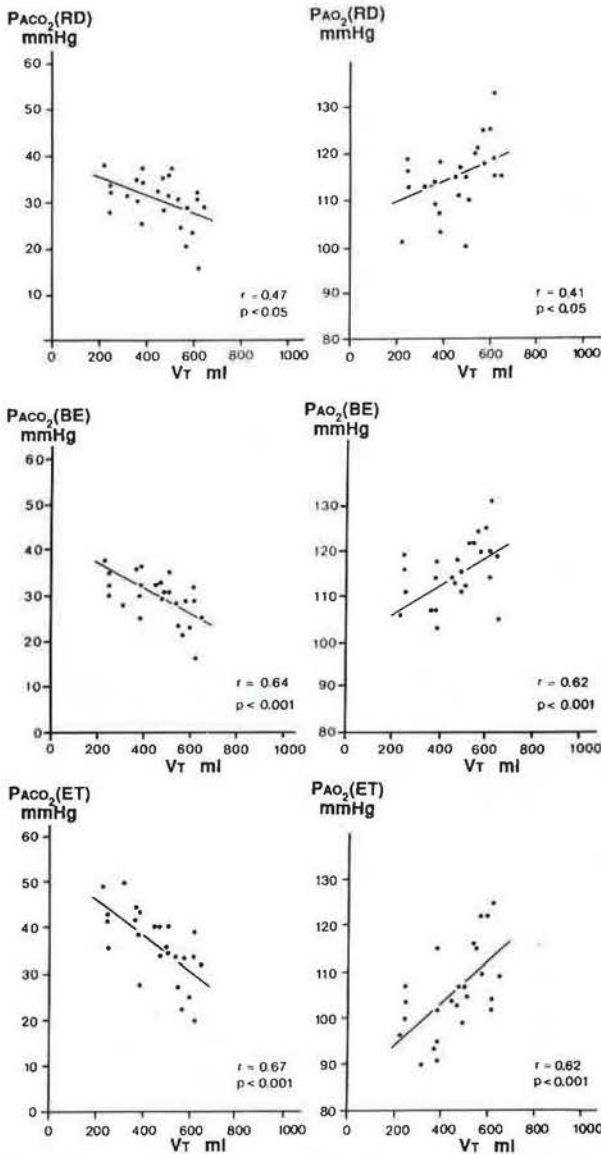 PACO₂(RD)
mmHg
60
50
40
30
20
10
0
r = 0.47
p < 0.05
0 200 400 600 800 1000
VT ml
PAO₂(RD)
mmHg
130
120
110
100
90
80
r = 0.41
p < 0.05
0 200 400 600 800 1000
VT ml
PACO₂(BE)
mmHg
60
50
40
30
20
10
0
r = 0.64
p < 0.001
0 200 400 600 800 1000
VT ml
PAO₂(BE)
mmHg
130
120
110
100
90
80
r = 0.62
p < 0.001
0 200 400 600 800 1000
VT ml
PACO₂(ET)
mmHg
60
50
40
30
20
10
0
r = 0.67
p < 0.001
0 200 400 600 800 1000
VT ml
PAO₂(ET)
mmHg
130
120
110
100
90
80
r = 0.62
p < 0.001
0 200 400 600 800 1000
VT ml